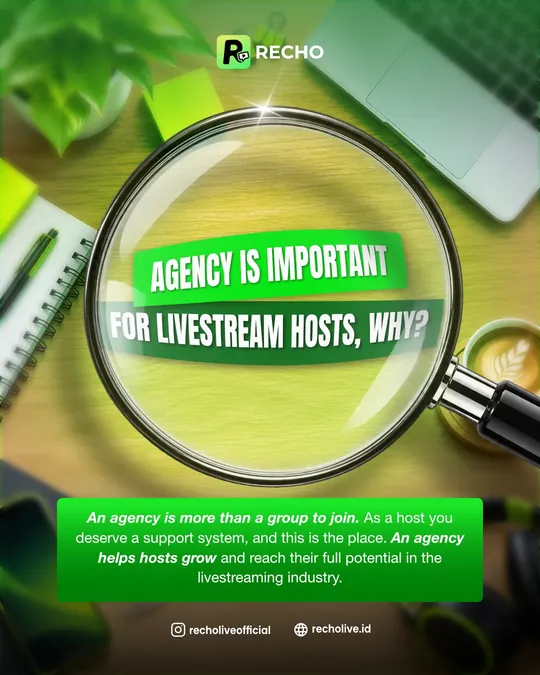 RECHO
AGENCY IS IMPORTANT
FOR LIVESTREAM HOSTS, WHY?
An agency is more than a group to join. As a host you
deserve a support system, and this is the place. An agency
helps hosts grow and reach their full potential in the
livestreaming industry.
recholiveofficial
recholive.id